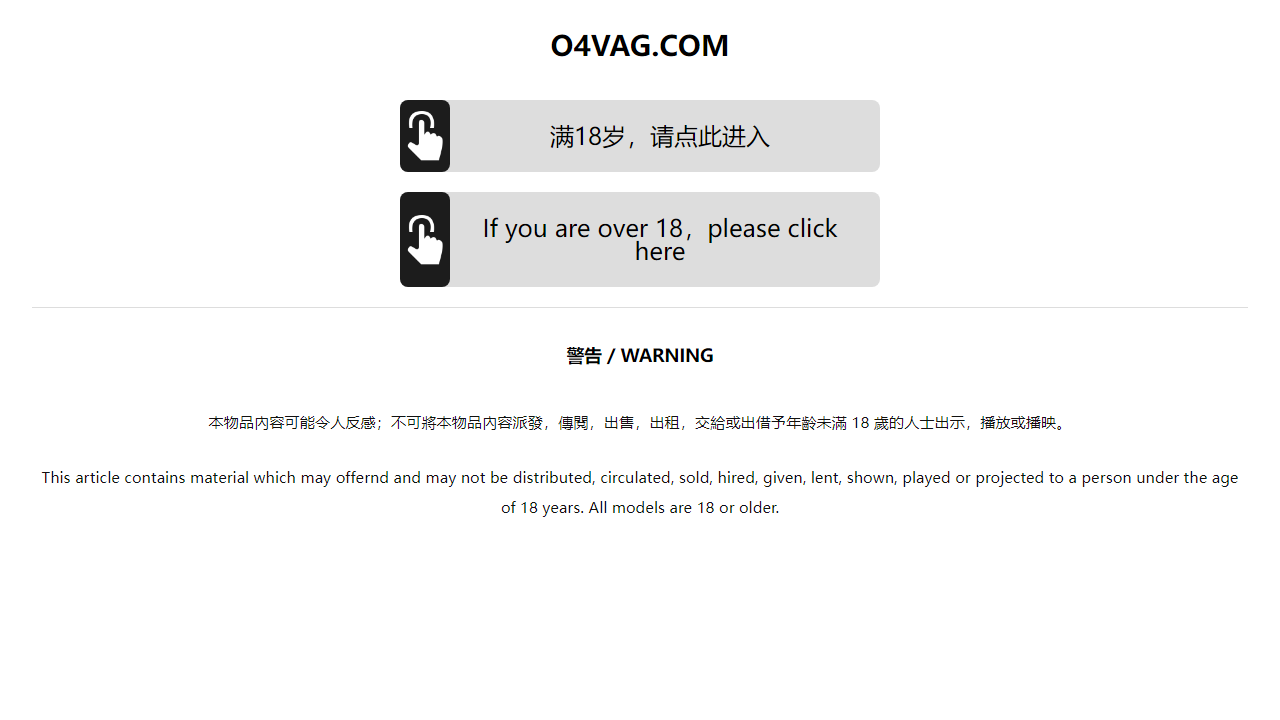 O4VAG.COM
满18岁，请点此进入
If you are over 18，please click
here
警告 / WARNING
本物品內容可能令人反感；不可將本物品內容派發，傳閱，出售，出租，交給或出借予年齡未滿 18 歲的人士出示，播放或播映。
This article contains material which may offernd and may not be distributed, circulated, sold, hired, given, lent, shown, played or projected to a person under the age
of 18 years. All models are 18 or older.